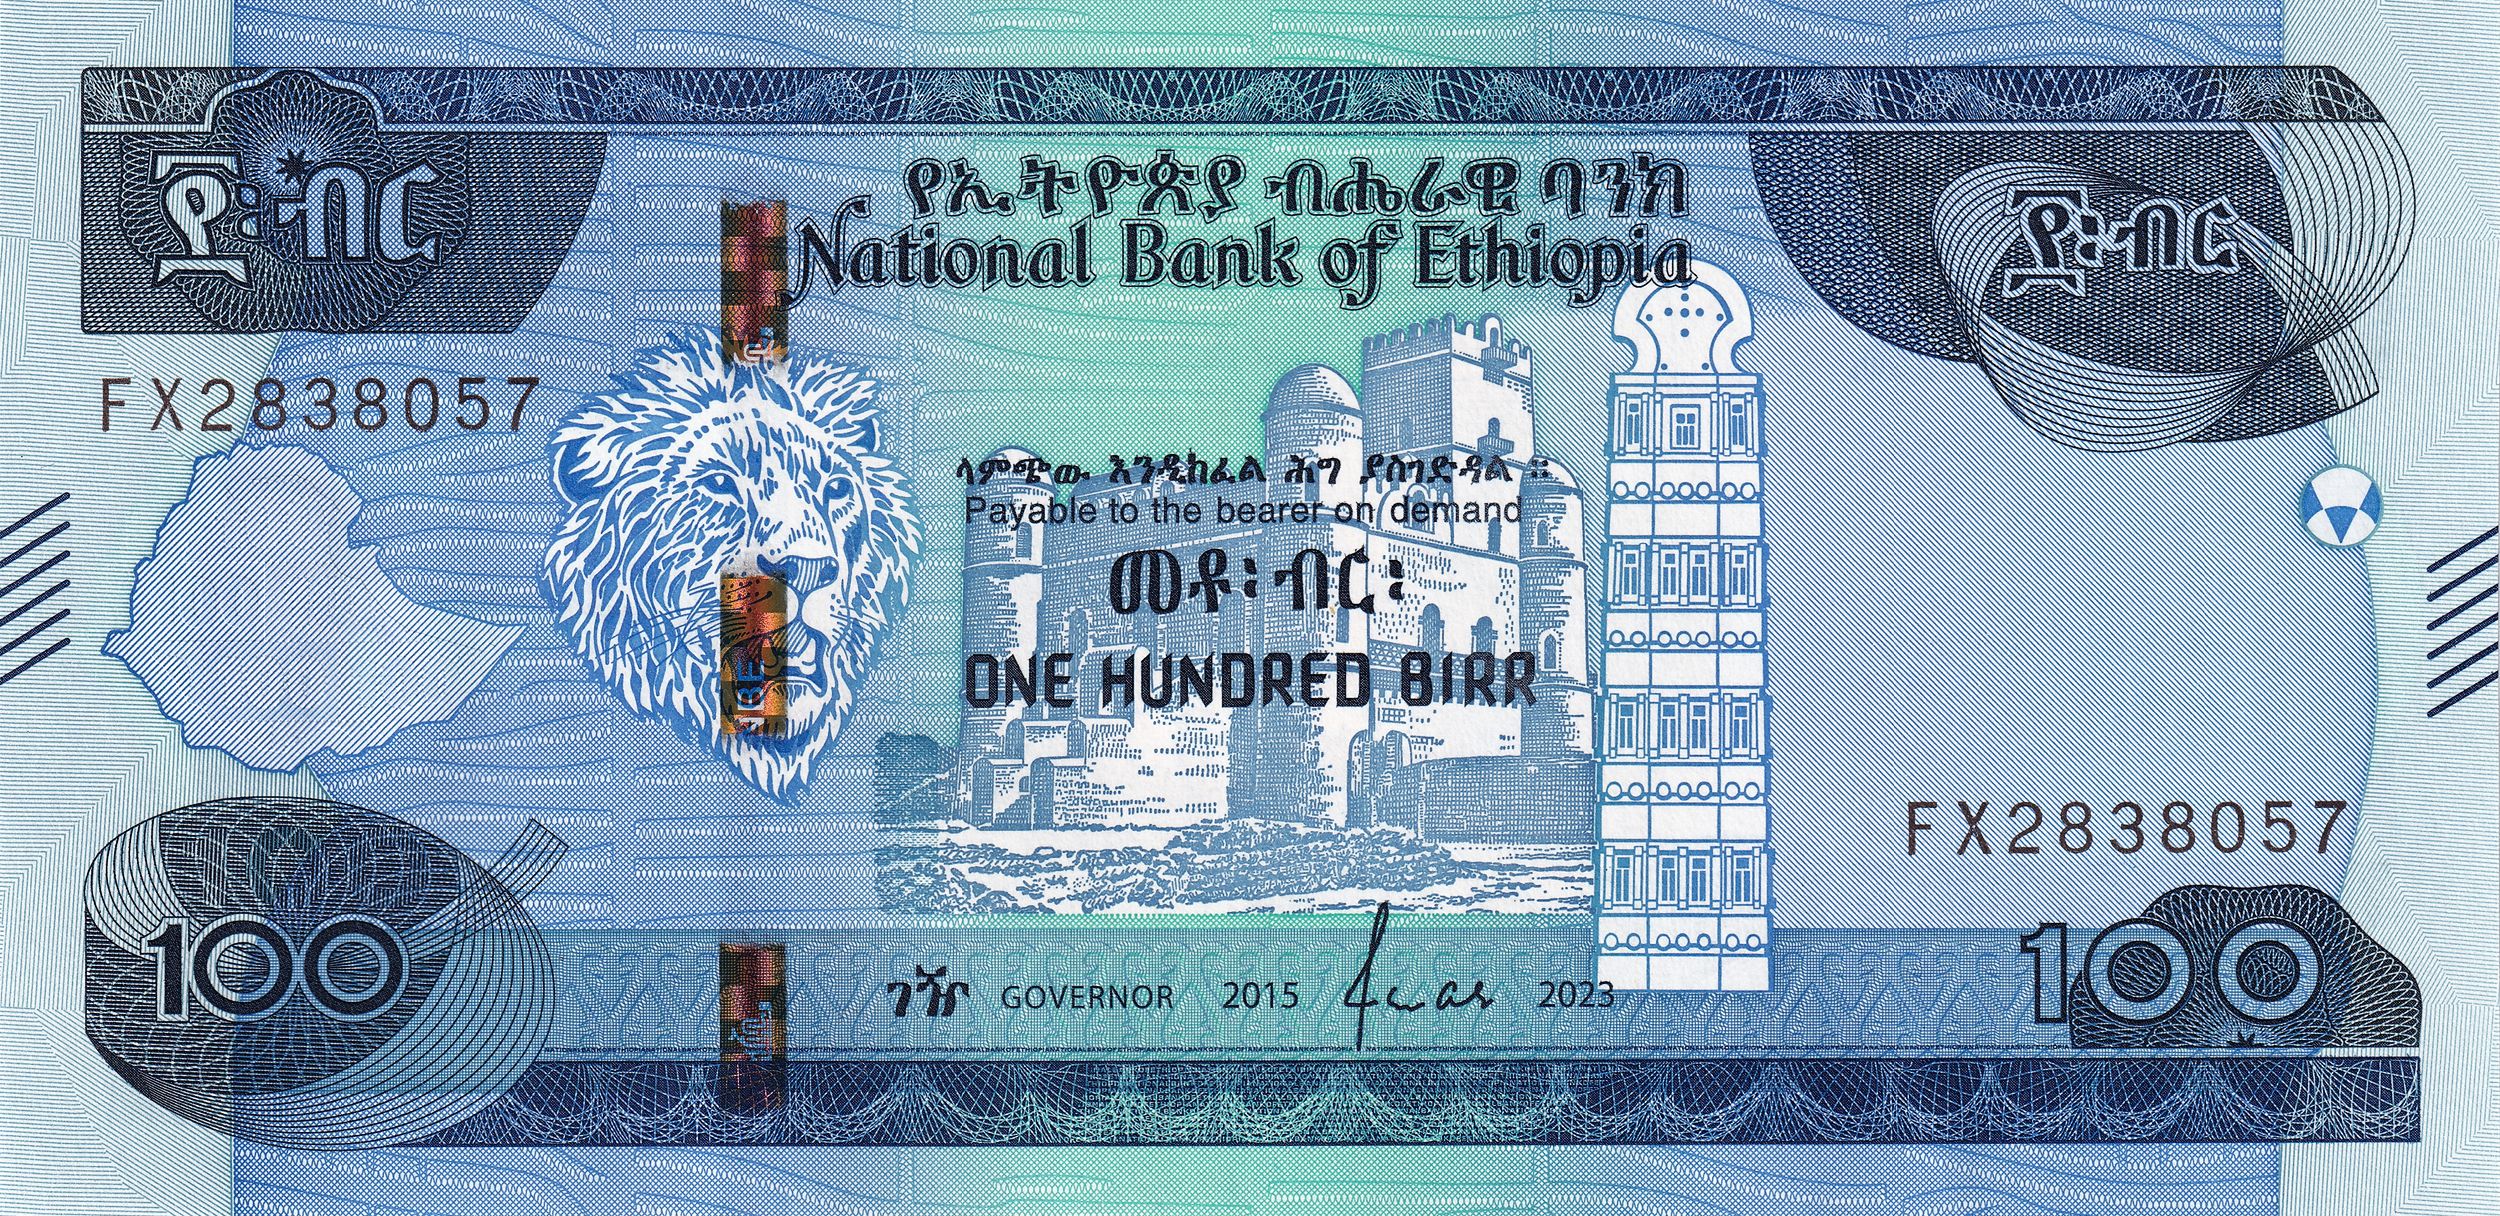 ፻፡ብር
የኢትዮጵያ ብሔራዊ ባንክ
National Bank of Ethiopia
፻፡ብር
FX2838057
ላምጭው እንዲከፈል ሕግ ያስገድዳል ።
Payable to the bearer on demand
መቶ፡ብር፡
ONE HUNDRED BIRR
NBE
FX2838057
100
ገዥ GOVERNOR 2015 2023
100